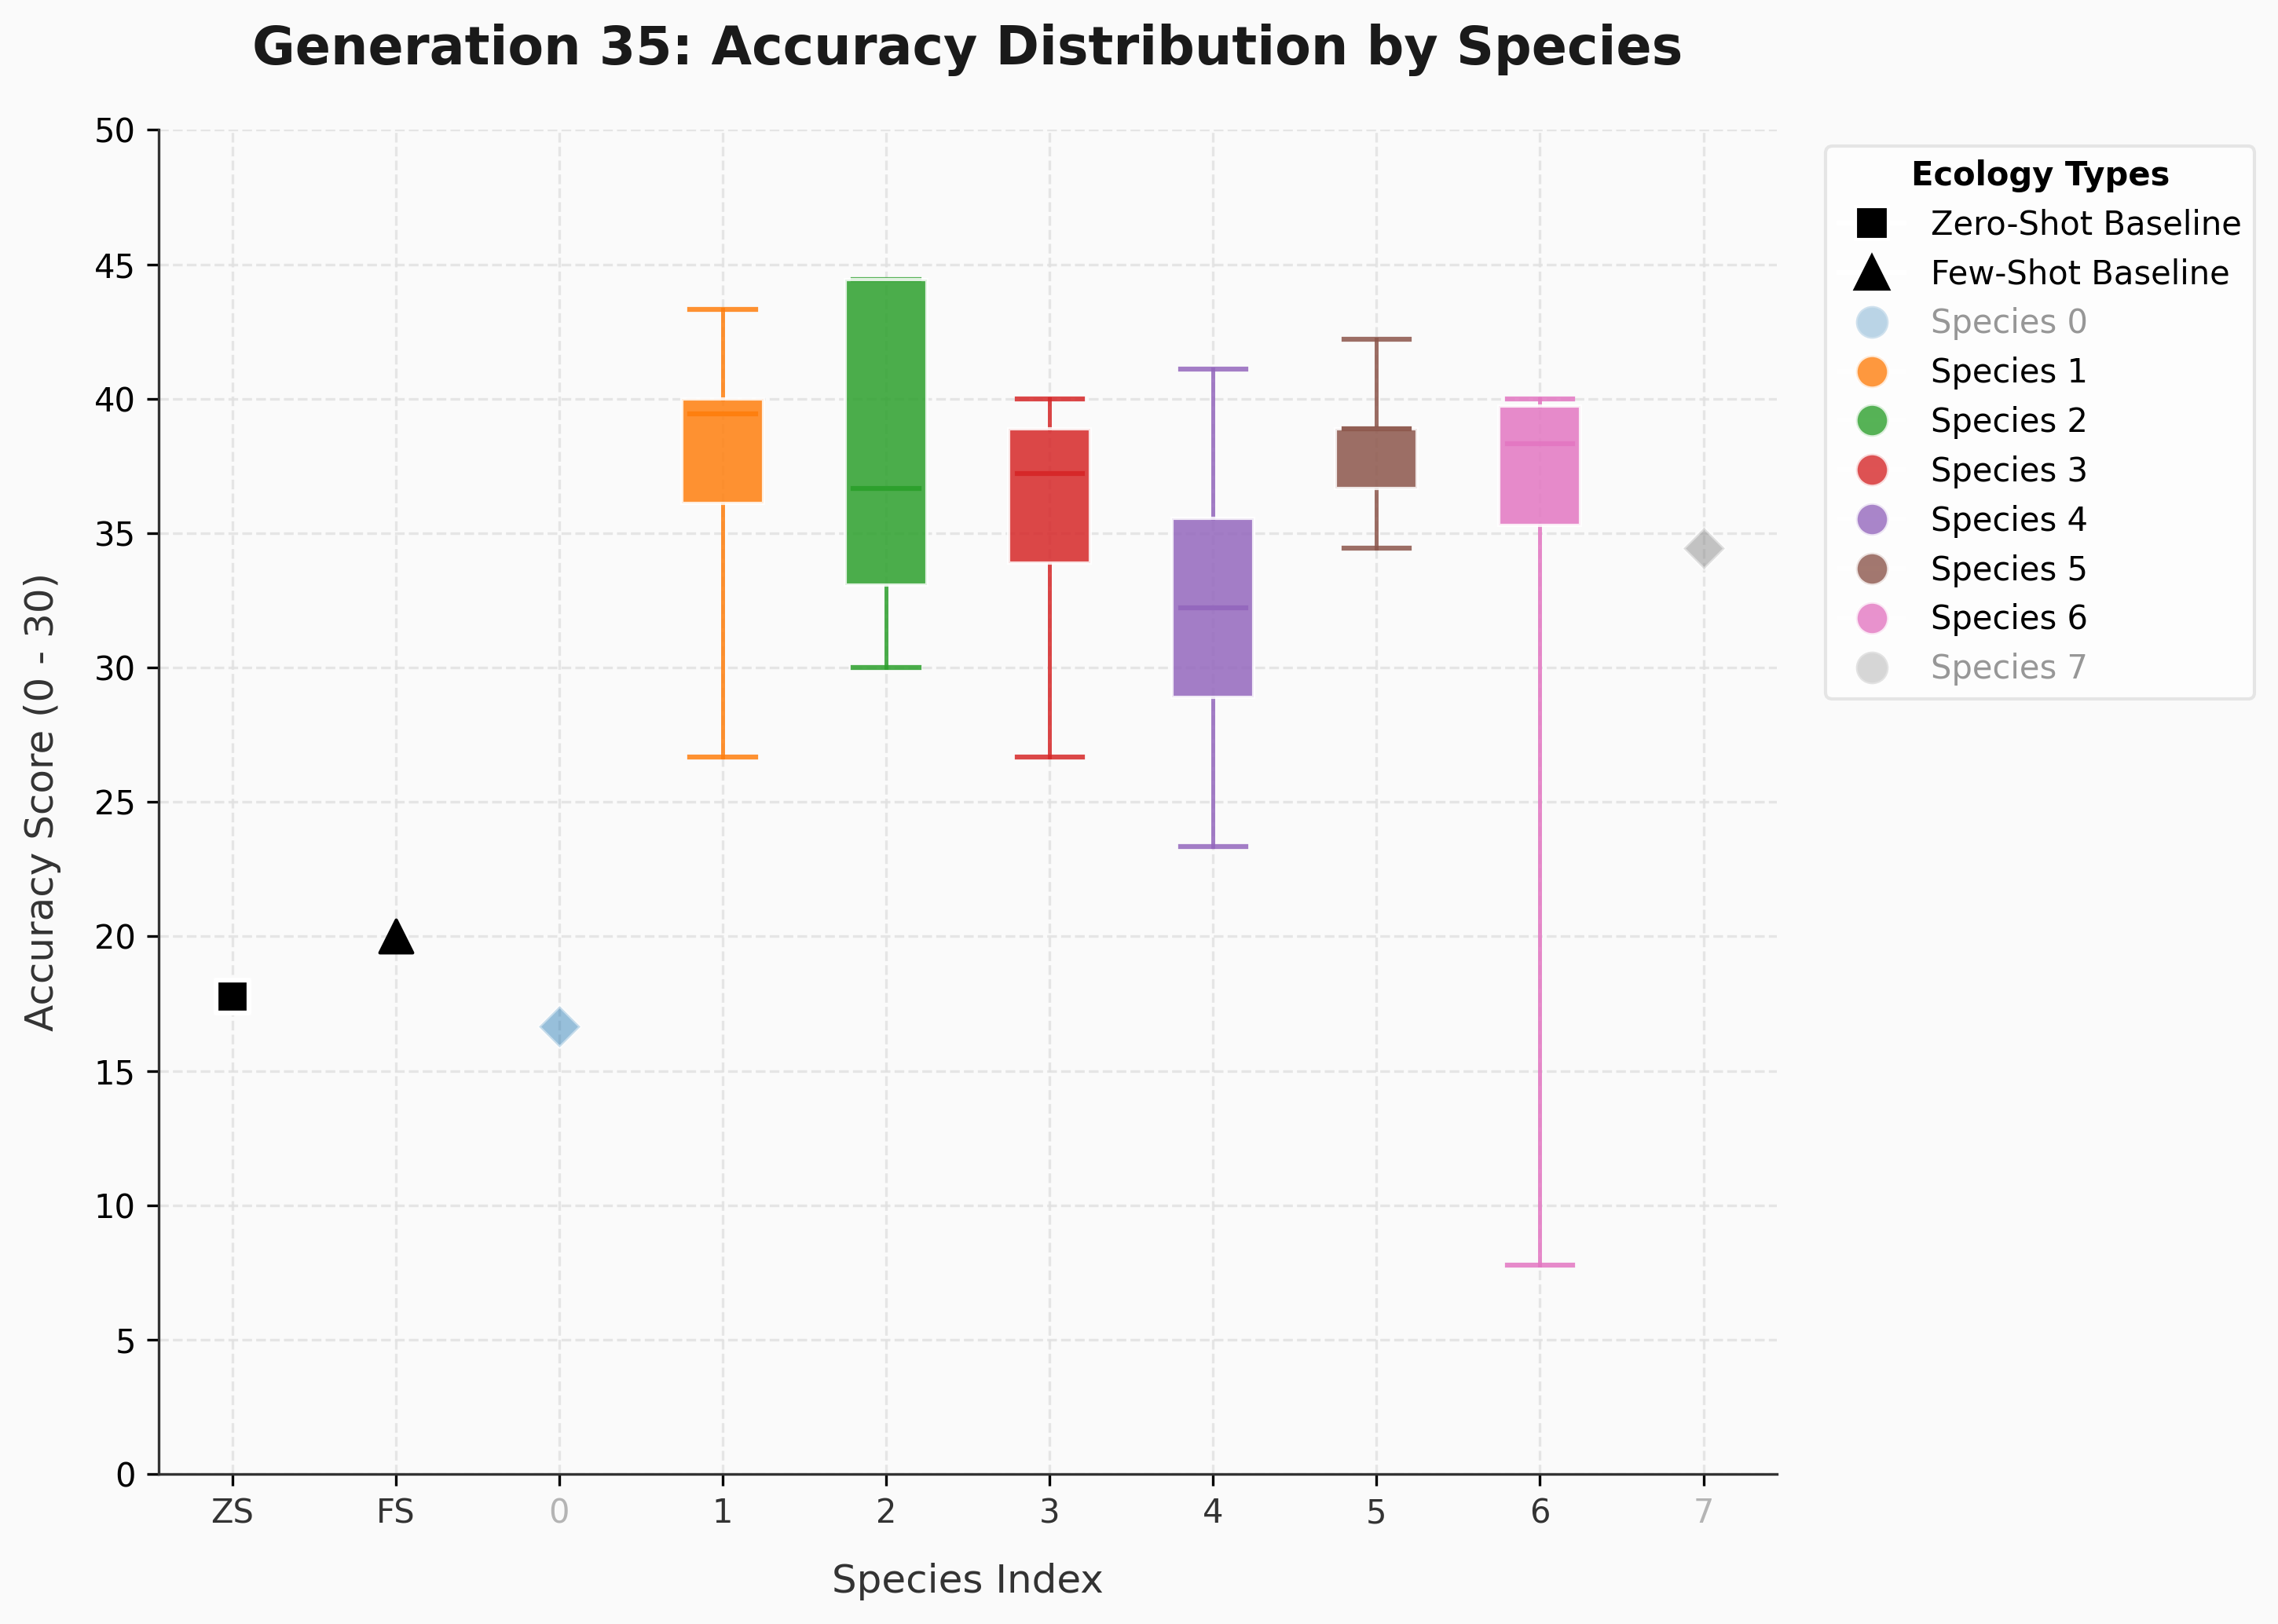 Generation 35: Accuracy Distribution by Species
50
45
40
35
30
25
20
15
10
5
0
Accuracy Score (0 - 30)
ZS FS 0 1 2 3 4 5 6 7
Species Index
Ecology Types
Zero-Shot Baseline
Few-Shot Baseline
Species 0
Species 1
Species 2
Species 3
Species 4
Species 5
Species 6
Species 7